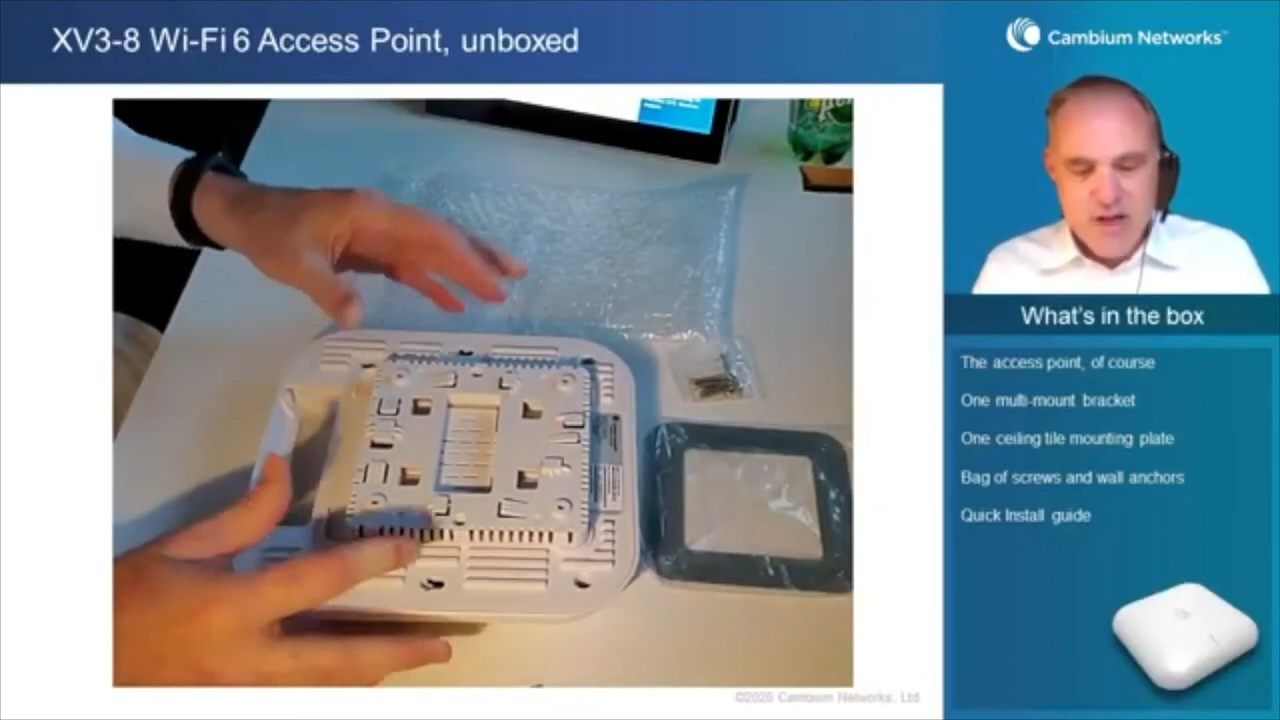 XV3-8 Wi-Fi 6 Access Point, unboxed
Cambium Networks™
What's in the box
The access point, of course
One multi-mount bracket
One ceiling tile mounting plate
Bag of screws and wall anchors
Quick Install guide
©2020 Cambium Networks, Ltd